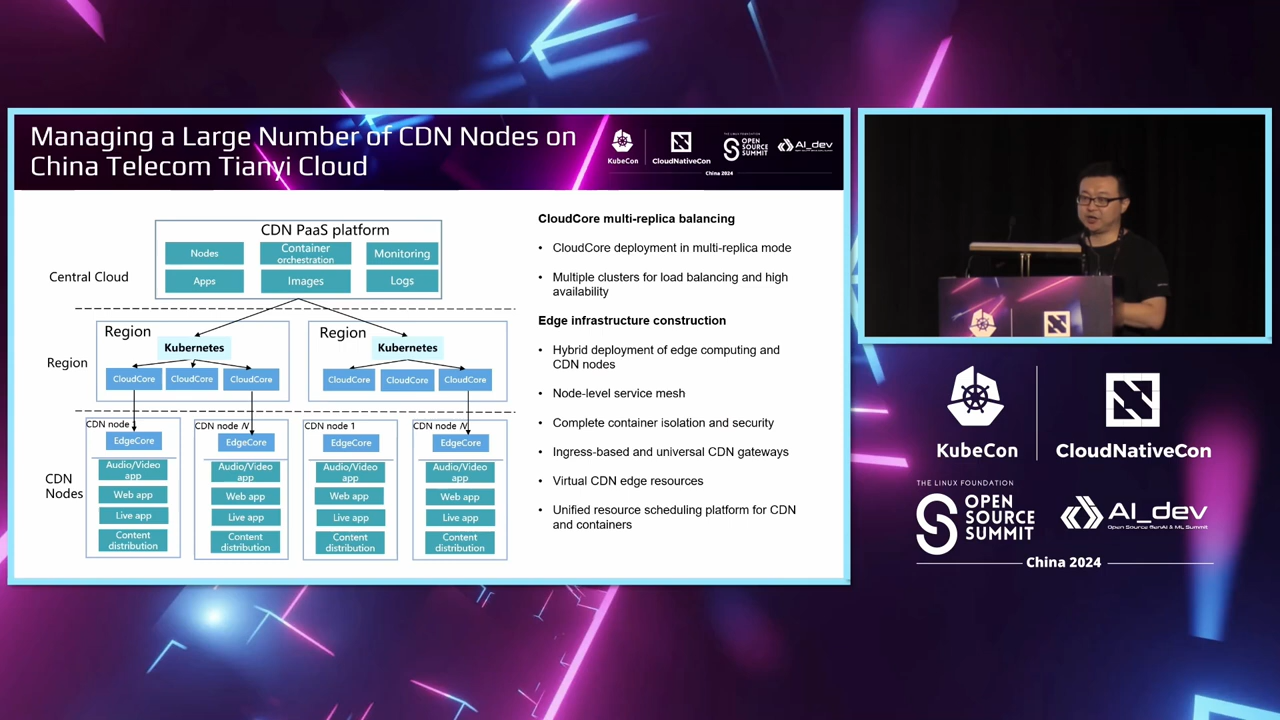 Managing a Large Number of CDN Nodes on
China Telecom Tianyi Cloud
KubeCon
CloudNativeCon
THE LINUX FOUNDATION
OPEN
SOURCE
SUMMIT
AI_dev
China 2024
Central Cloud
CDN PaaS platform
Nodes
Container
orchestration
Monitoring
Apps
Images
Logs
Region
Region
Kubernetes
CloudCore
CloudCore
CloudCore
Region
Kubernetes
CloudCore
CloudCore
CloudCore
CDN
Nodes
CDN node 1
EdgeCore
Audio/Video
app
Web app
Live app
Content
distribution
CDN node N
EdgeCore
Audio/Video
app
Web app
Live app
Content
distribution
CDN node 1
EdgeCore
Audio/Video
app
Web app
Live app
Content
distribution
CDN node N
EdgeCore
Audio/Video
app
Web app
Live app
Content
distribution
CloudCore multi-replica balancing
• CloudCore deployment in multi-replica mode
• Multiple clusters for load balancing and high
availability
Edge infrastructure construction
• Hybrid deployment of edge computing and
CDN nodes
• Node-level service mesh
• Complete container isolation and security
• Ingress-based and universal CDN gateways
• Virtual CDN edge resources
• Unified resource scheduling platform for CDN
and containers
KubeCon
CloudNativeCon
THE LINUX FOUNDATION
OPEN
SOURCE
SUMMIT
AI_dev
Open Source GenAI & ML Summit
China 2024